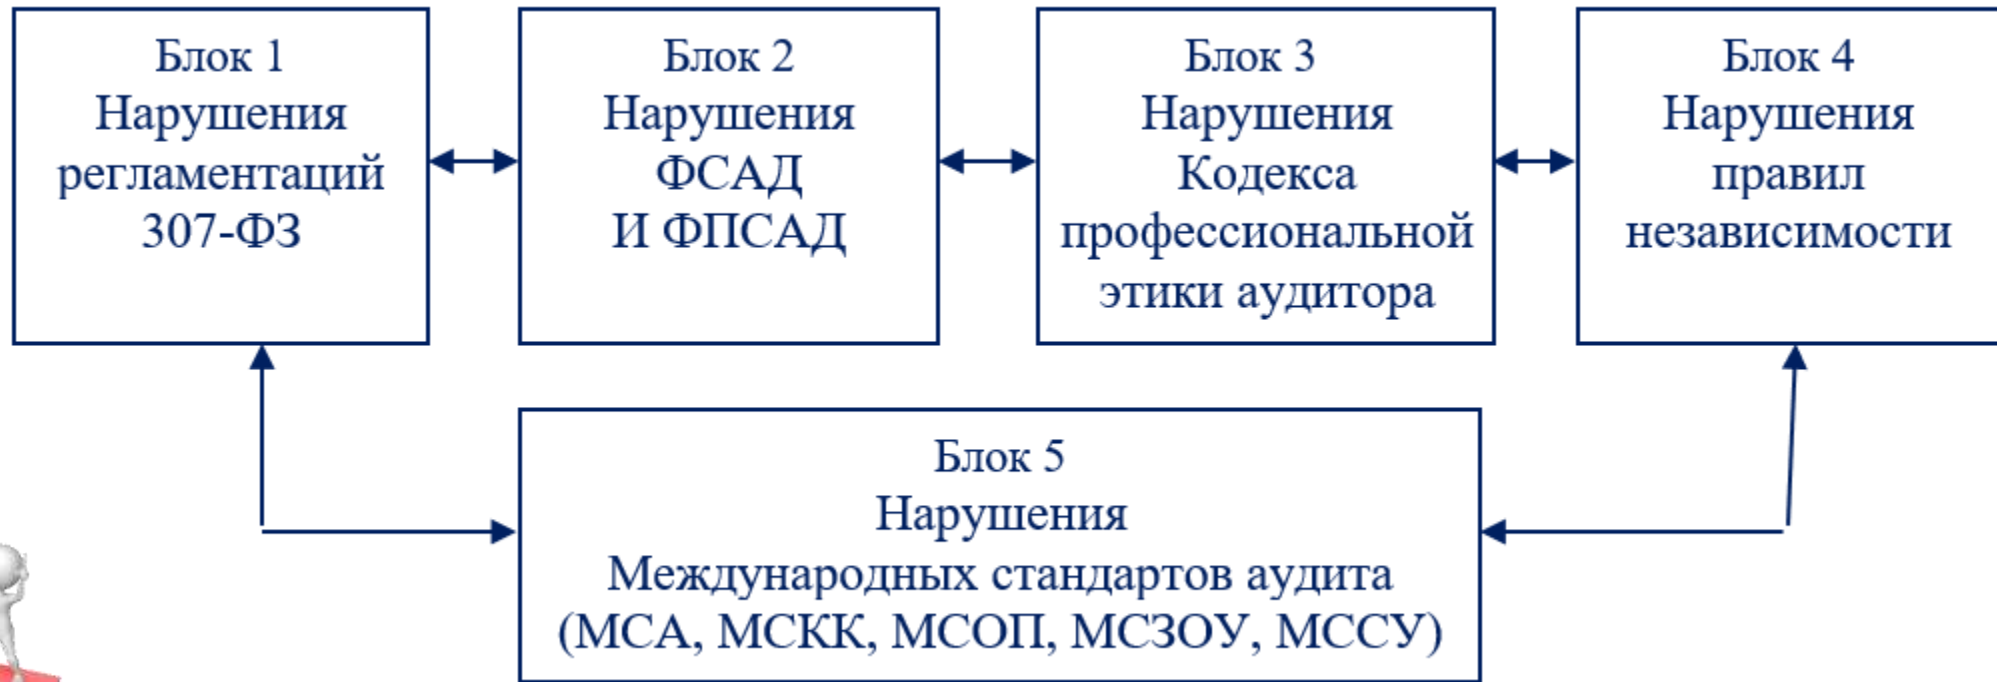 Блок 1
Нарушения
регламентаций
307-ФЗ
Блок 2
Нарушения
ФСАД
И ФПСАД
Блок 3
Нарушения
Кодекса
профессиональной
этики аудитора
Блок 4
Нарушения
правил
независимости
Блок 5
Нарушения
Международных стандартов аудита
(МСА, МСКК, МСОП, МСЗОУ, МССУ)